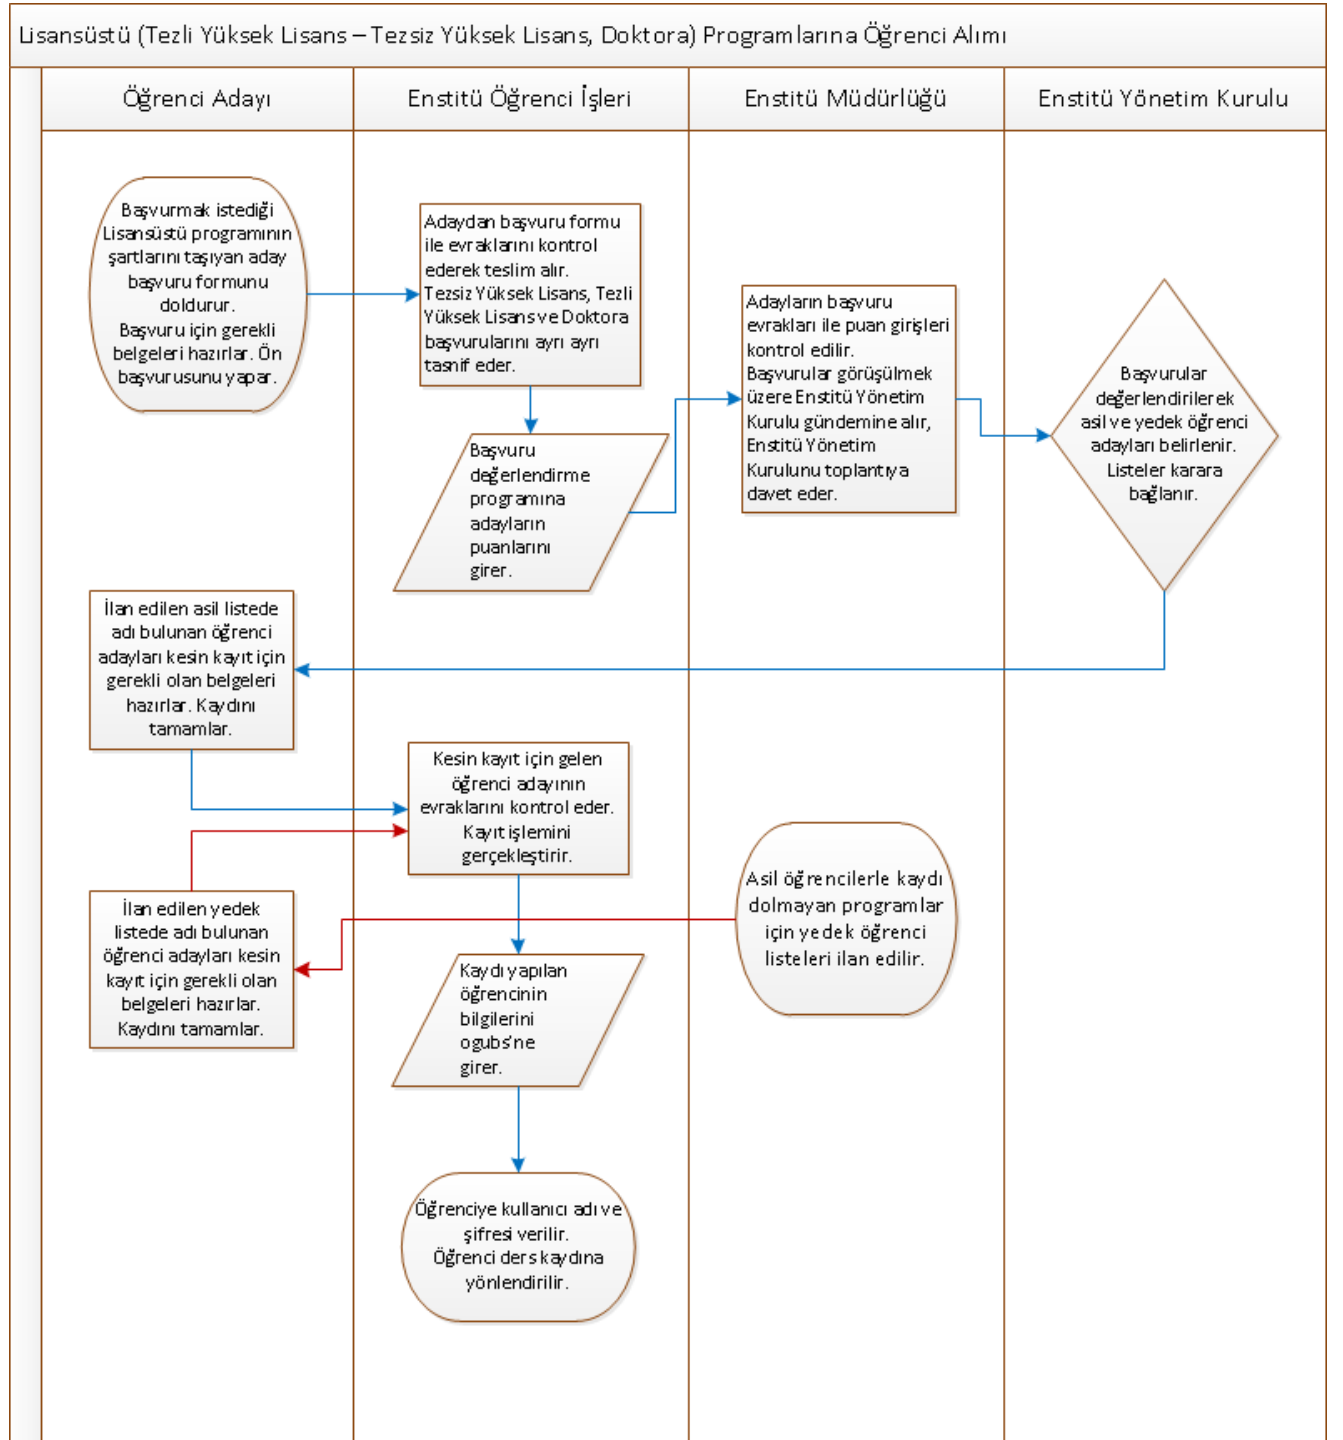 Lisansüstü (Tezli Yüksek Lisans – Tezsiz Yüksek Lisans, Doktora) Programlarına Öğrenci Alımı
Öğrenci Adayı
Enstitü Öğrenci İşleri
Enstitü Müdürlüğü
Enstitü Yönetim Kurulu
Başvurmak istediği
Lisansüstü programının
şartlarını taşıyan aday
başvuru formunu
doldurur.
Başvuru için gerekli
belgeleri hazırlar. Ön
başvurusunu yapar.
Adaydan başvuru formu
ile evraklarını kontrol
ederek teslim alır.
Tezsiz Yüksek Lisans, Tezli
Yüksek Lisans ve Doktora
başvurularını ayrı ayrı
tasnif eder.
Başvuru
değerlendirme
programına
adayların
puanlarını
girer.
Adayların başvuru
evrakları ile puan girişleri
kontrol edilir.
Başvurular görüşülmek
üzere Enstitü Yönetim
Kurulu gündemine alır,
Enstitü Yönetim
Kurulunu toplantıya
davet eder.
Başvurular
değerlendirilerek
asil ve yedek öğrenci
adayları belirlenir.
Listeler karara
bağlanır.
İlan edilen asil listede
adı bulunan öğrenci
adayları kesin kayıt için
gerekli olan belgeleri
hazırlar. Kaydını
tamamlar.
Kesin kayıt için gelen
öğrenci adayının
evraklarını kontrol eder.
Kayıt işlemini
gerçekleştirir.
Asil öğrencilerle kaydı
dolmayan programlar
için yedek öğrenci
listeleri ilan edilir.
İlan edilen yedek
listede adı bulunan
öğrenci adayları kesin
kayıt için gerekli olan
belgeleri hazırlar.
Kaydını tamamlar.
Kaydı yapılan
öğrencinin
bilgilerini
ogubs'ne
girer.
Öğrenciye kullanıcı adı ve
şifresi verilir.
Öğrenci ders kaydına
yönlendirilir.